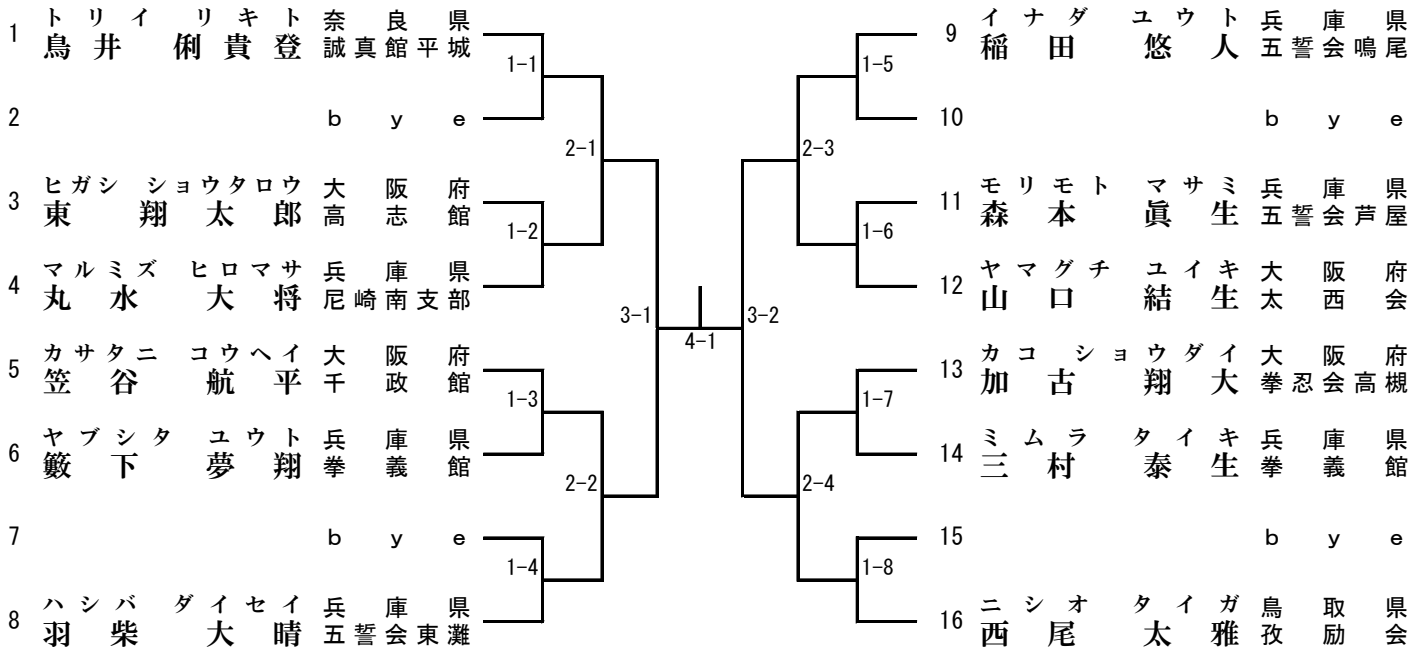 トリイ リキト 奈良県
1 鳥井 俐貴登 誠真館平城
1-1
2 bye
2-1
ヒガシ ショウタロウ 大阪府
3 東 翔太郎 高志館
1-2
マルミズ ヒロマサ 兵庫県
4 丸水 大将 尼崎南支部
3-1
カサタニ コウヘイ 大阪府
5 笠谷 航平 千政館
1-3
ヤブシタ ユウト 兵庫県
6 籔下 夢翔 拳義館
2-2
7 bye
1-4
ハシバ ダイセイ 兵庫県
8 羽柴 大晴 五誓会東灘
4-1
イナダ ユウト 兵庫県
9 稲田 悠人 五誓会鳴尾
1-5
10 bye
2-3
モリモト マサミ 兵庫県
11 森本 眞生 五誓会芦屋
1-6
ヤマグチ ユイキ 大阪府
12 山口 結生 太西会
3-2
カコ ショウダイ 大阪府
13 加古 翔大 拳忍会高槻
1-7
ミムラ タイキ 兵庫県
14 三村 泰生 拳義館
2-4
15 bye
1-8
ニシオ タイガ 鳥取県
16 西尾 太雅 孜励会